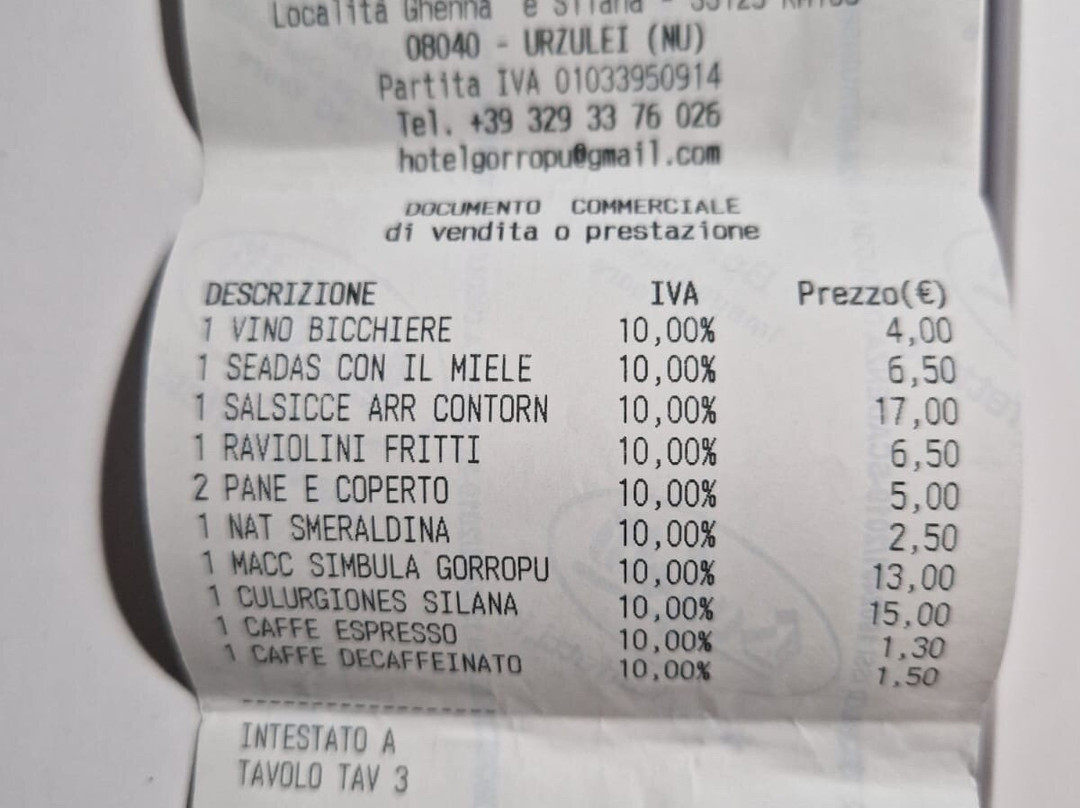 Località Ghenna e Silana -
08040 - URZULEI (NU)
Partita IVA 01033950914
Tel. +39 329 33 76 026
hotelgorropu@gmail.com
DOCUMENTO COMMERCIALE
di vendita o prestazione
DESCRIZIONE IVA Prezzo(€)
1 VINO BICCHIERE 10,00% 4,00
1 SEADAS CON IL MIELE 10,00% 6,50
1 SALSICCE ARR CONTORN 10,00% 17,00
1 RAVIOLINI FRITTI 10,00% 6,50
2 PANE E COPERTO 10,00% 5,00
1 NAT SMERALDINA 10,00% 2,50
1 MACC SIMBULA GORROPU 10,00% 13,00
1 CULURGIONES SILANA 10,00% 15,00
1 CAFFE ESPRESSO 10,00% 1,30
1 CAFFE DECAFFEINATO 10,00% 1,50
INTESTATO A
TAVOLO TAV 3